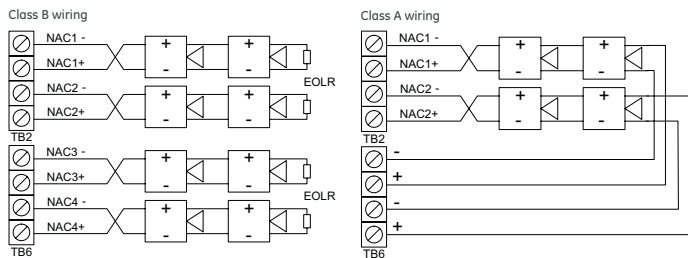 Class B wiring
NAC1 -
NAC1+
NAC2 -
NAC2+
TB2
+ +
- -
EOLR
+ +
- -
NAC3 -
NAC3+
NAC4 -
NAC4+
TB6
+ +
- -
EOLR
+ +
- -
Class A wiring
NAC1 -
NAC1+
NAC2 -
NAC2+
TB2
+ +
- -
+ +
- -
-
+
-
+
TB6